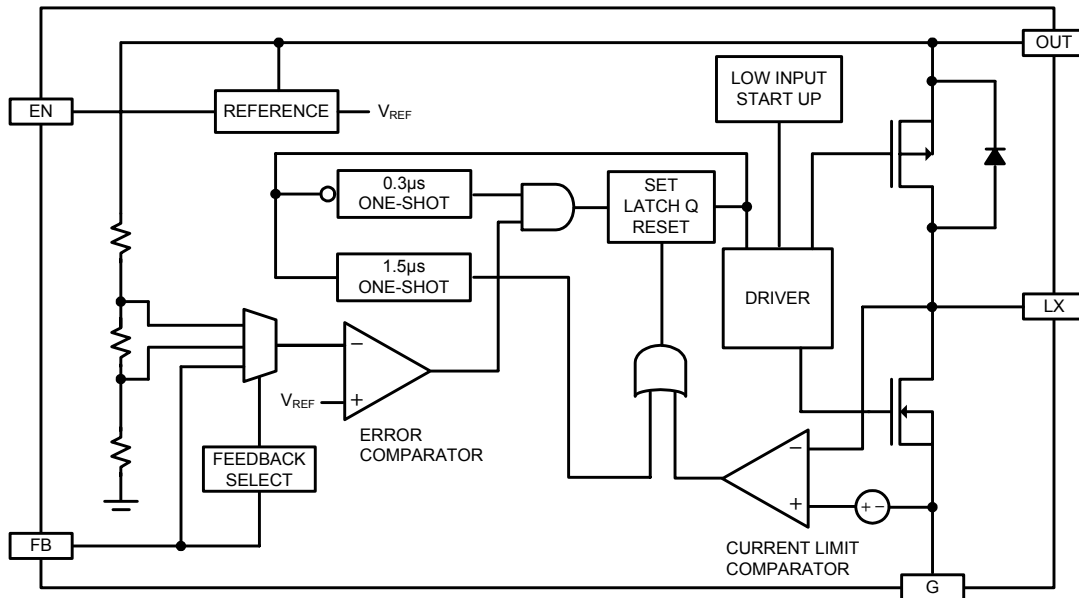 OUT
LOW INPUT
START UP
EN
REFERENCE
VREF
0.3µs
ONE-SHOT
SET
LATCH Q
RESET
1.5µs
ONE-SHOT
DRIVER
LX
−
VREF
+
ERROR
COMPARATOR
FEEDBACK
SELECT
−
+
+ −
FB
CURRENT LIMIT
COMPARATOR
G